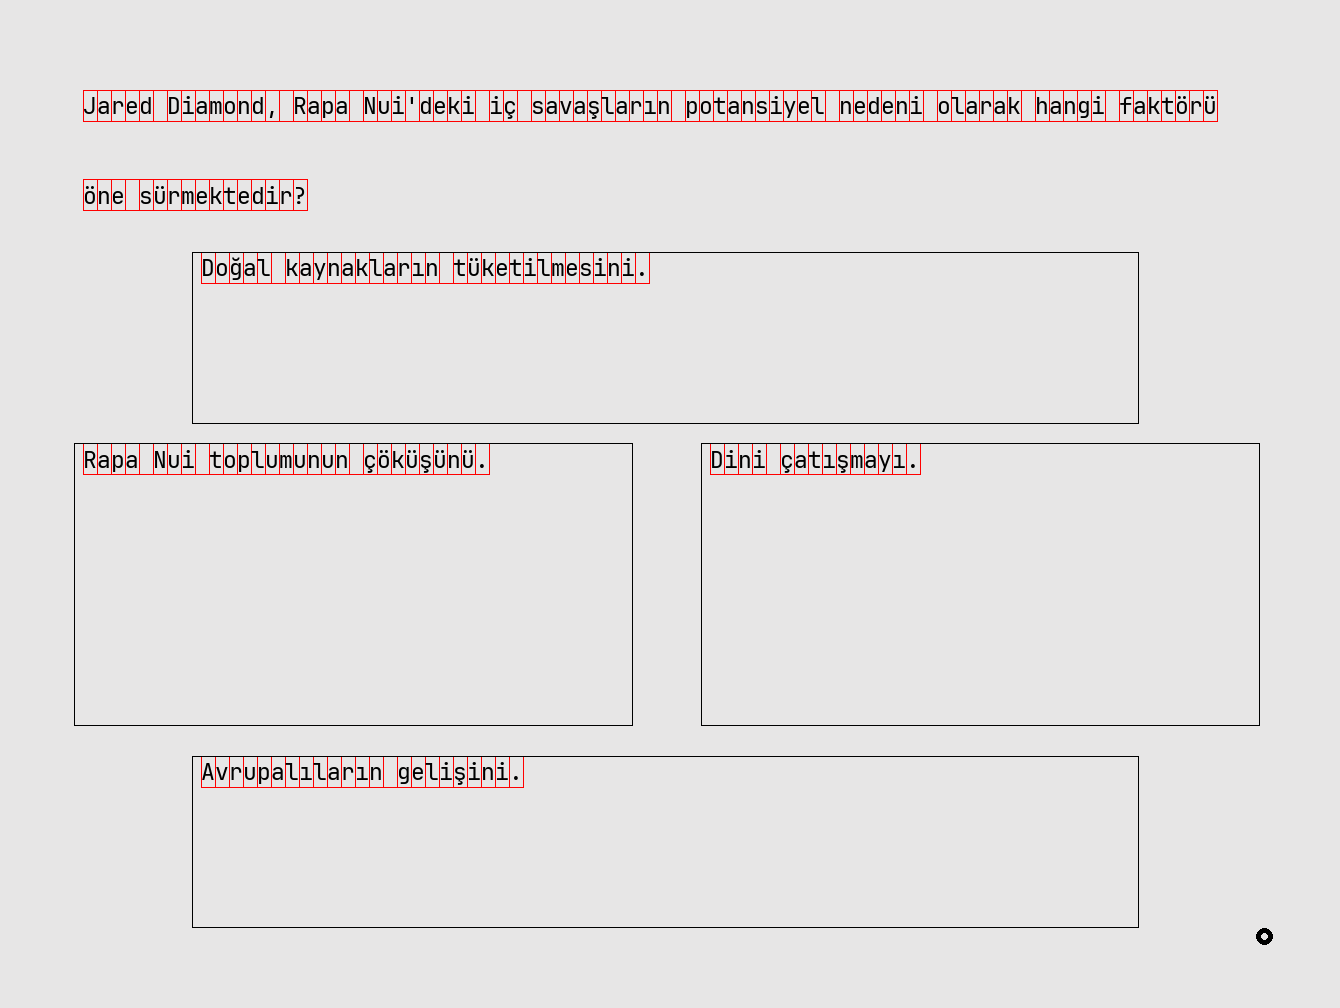 Jared Diamond, Rapa Nui'deki iç savaşların potansiyel nedeni olarak hangi faktörü
öne sürmektedir?
Doğal kaynakların tüketilmesini.
Rapa Nui toplumunun çöküşünü.
Dini çatışmayı.
Avrupalıların gelişini.